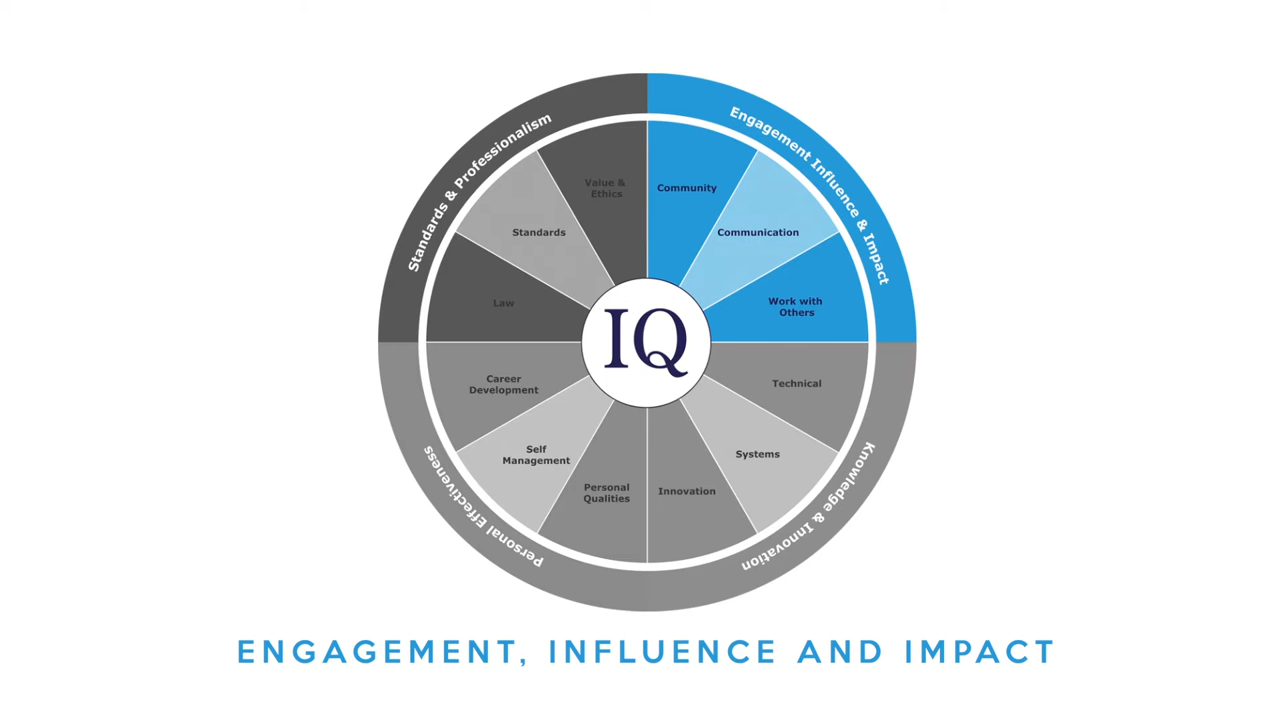 Standards & Professionalism
Engagement Influence & Impact
Value &
Ethics
Community
Standards
Communication
Law
Work with
Others
IQ
Career
Development
Technical
Self
Management
Systems
Personal
Qualities
Innovation
Personal Effectiveness
Knowledge & Innovation
ENGAGEMENT, INFLUENCE AND IMPACT